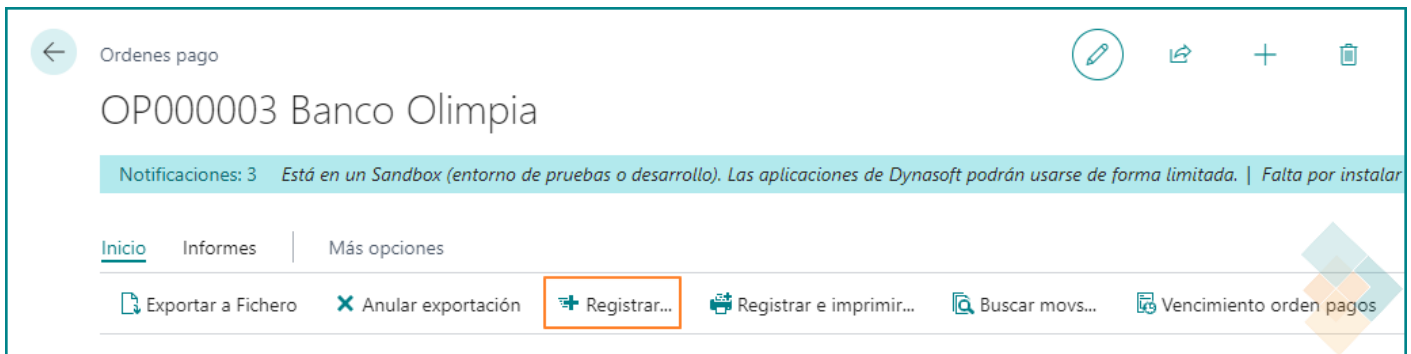 Ordenes pago
OP000003 Banco Olimpia
Notificaciones: 3 Está en un Sandbox (entorno de pruebas o desarrollo). Las aplicaciones de Dynasoft podrán usarse de forma limitada. | Falta por instalar
Inicio Informes Más opciones
Exportar a Fichero Anular exportación Registrar... Registrar e imprimir... Buscar movs... Vencimiento orden pagos